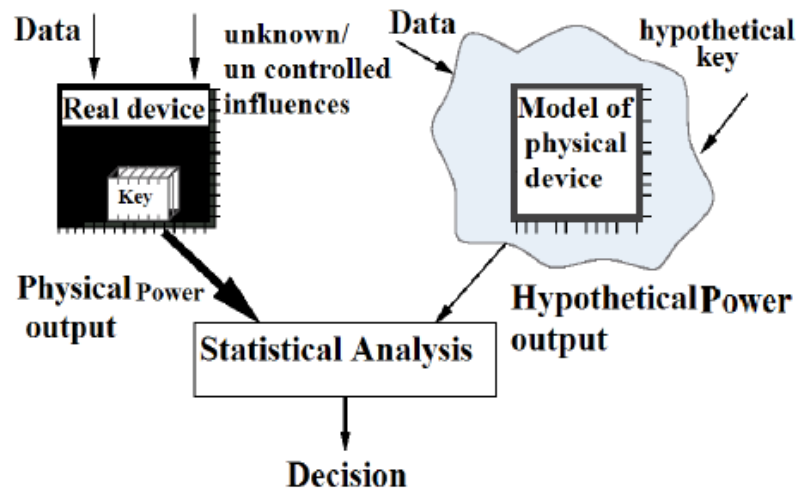 Data
unknown/
un controlled
influences
Real device
Key
Physical Power
output
Data
hypothetical
key
Model of
physical
device
Hypothetical Power
output
Statistical Analysis
Decision